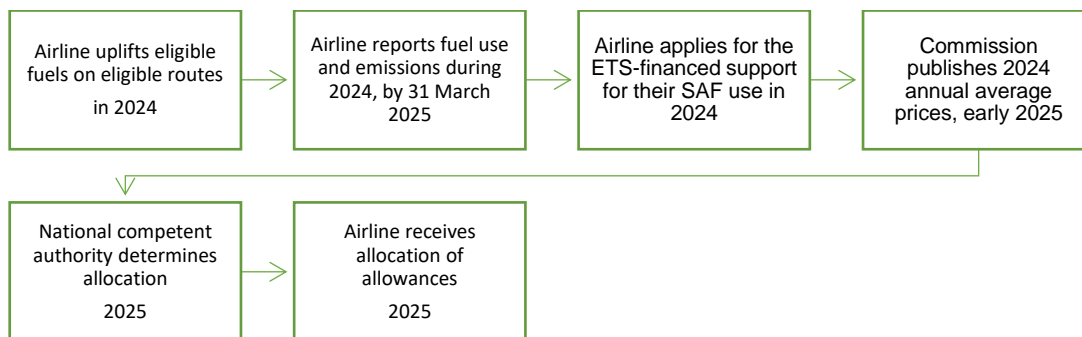 Airline uplifts eligible
fuels on eligible routes
in 2024
Airline reports fuel use
and emissions during
2024, by 31 March
2025
Airline applies for the
ETS-financed support
for their SAF use in
2024
Commission
publishes 2024
annual average
prices, early 2025
National competent
authority determines
allocation
2025
Airline receives
allocation of
allowances
2025